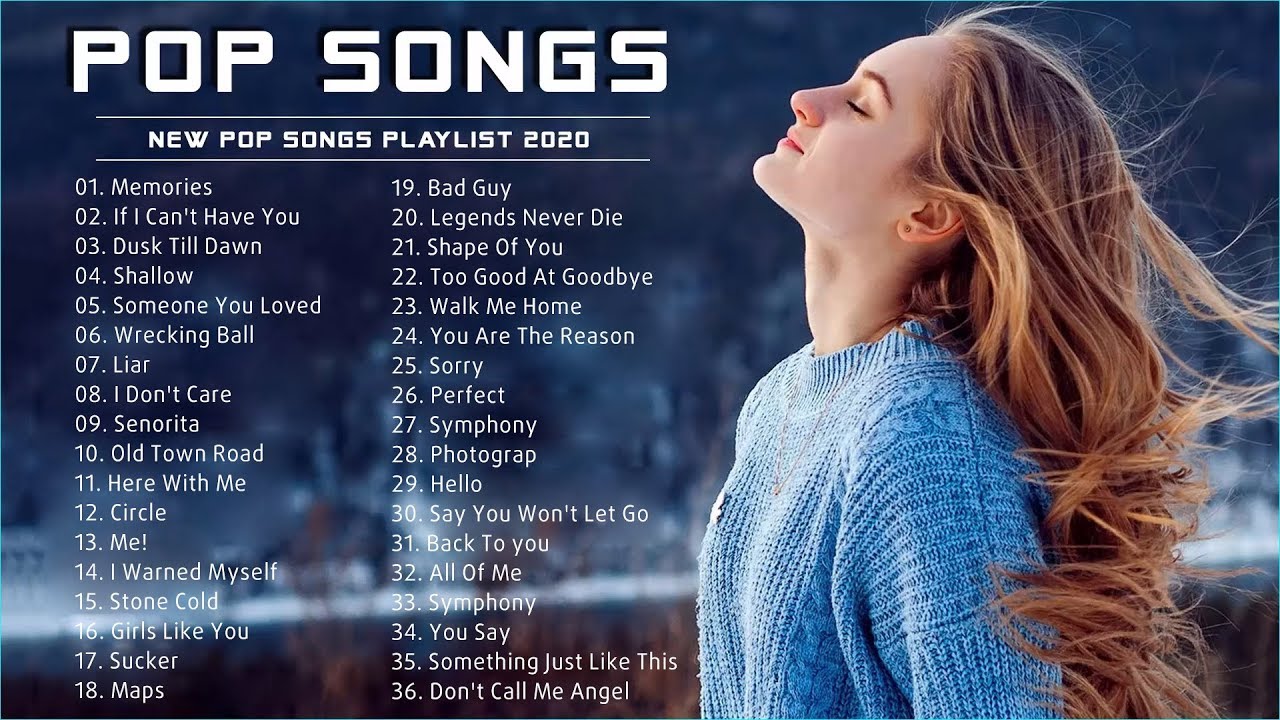 POP SONGS
NEW POP SONGS PLAYLIST 2020
01. Memories
02. If I Can't Have You
03. Dusk Till Dawn
04. Shallow
05. Someone You Loved
06. Wrecking Ball
07. Liar
08. I Don't Care
09. Senorita
10. Old Town Road
11. Here With Me
12. Circle
13. Me!
14. I Warned Myself
15. Stone Cold
16. Girls Like You
17. Sucker
18. Maps
19. Bad Guy
20. Legends Never Die
21. Shape Of You
22. Too Good At Goodbye
23. Walk Me Home
24. You Are The Reason
25. Sorry
26. Perfect
27. Symphony
28. Photograp
29. Hello
30. Say You Won't Let Go
31. Back To you
32. All Of Me
33. Symphony
34. You Say
35. Something Just Like This
36. Don't Call Me Angel